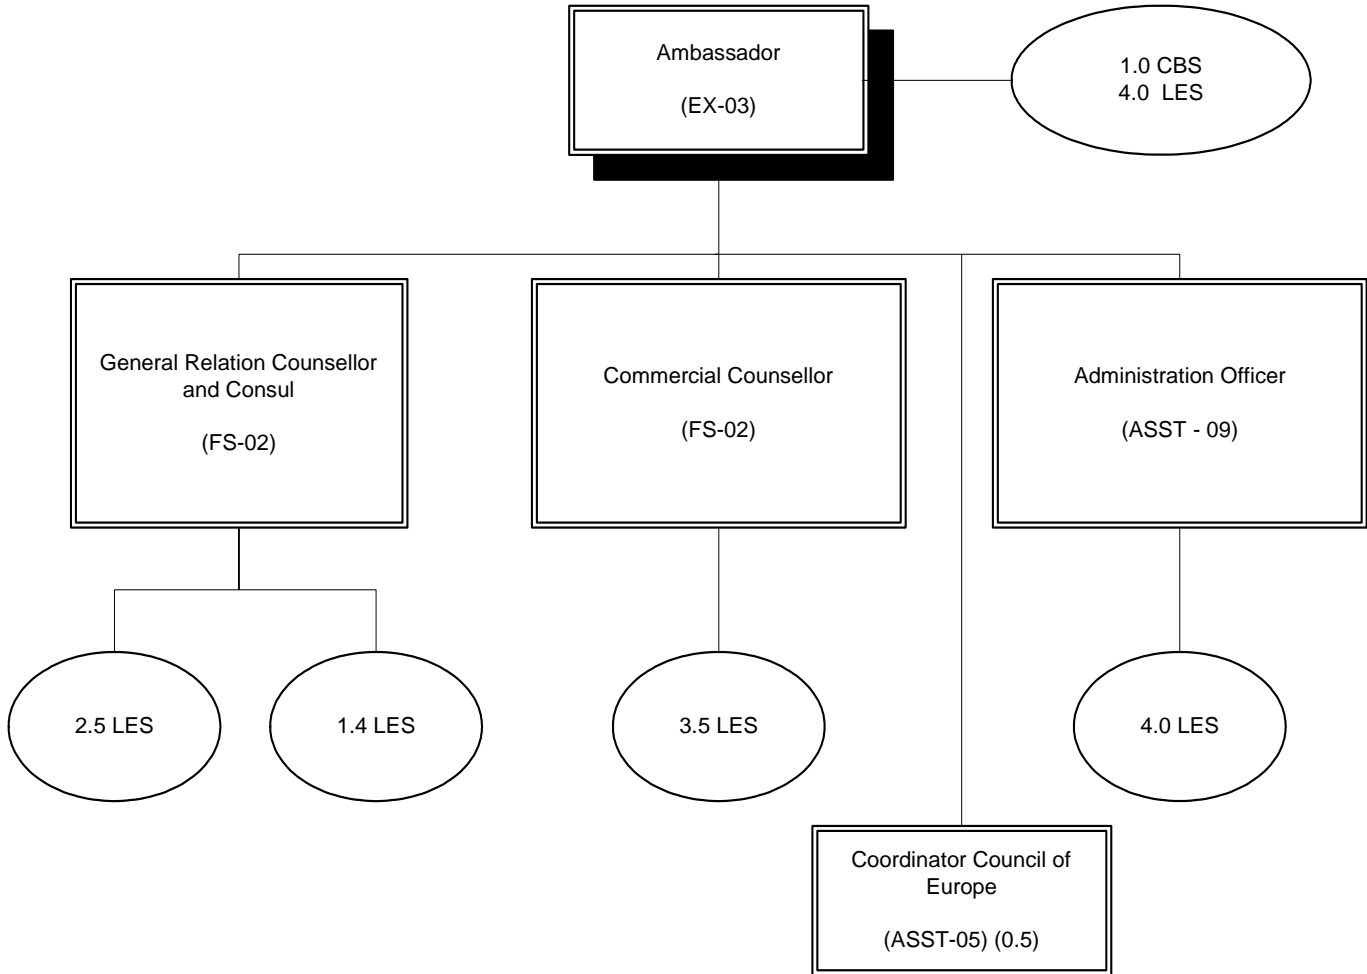 Ambassador
(EX-03)
1.0 CBS
4.0 LES
General Relation Counsellor
and Consul
(FS-02)
Commercial Counsellor
(FS-02)
Administration Officer
(ASST - 09)
2.5 LES
1.4 LES
3.5 LES
4.0 LES
Coordinator Council of
Europe
(ASST-05) (0.5)